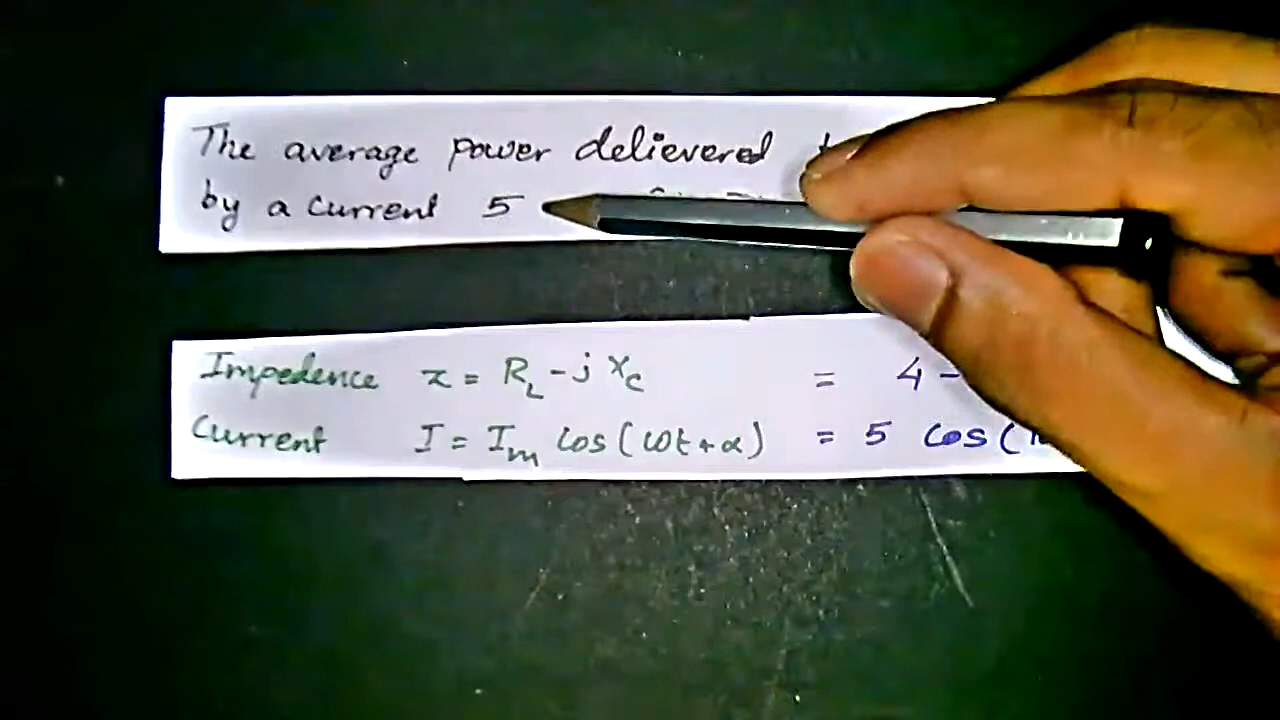 The average power delievered
by a current 5
Impedence z = R_L - j X_C = 4 -
Current I = I_m cos(ωt + α) = 5 cos(